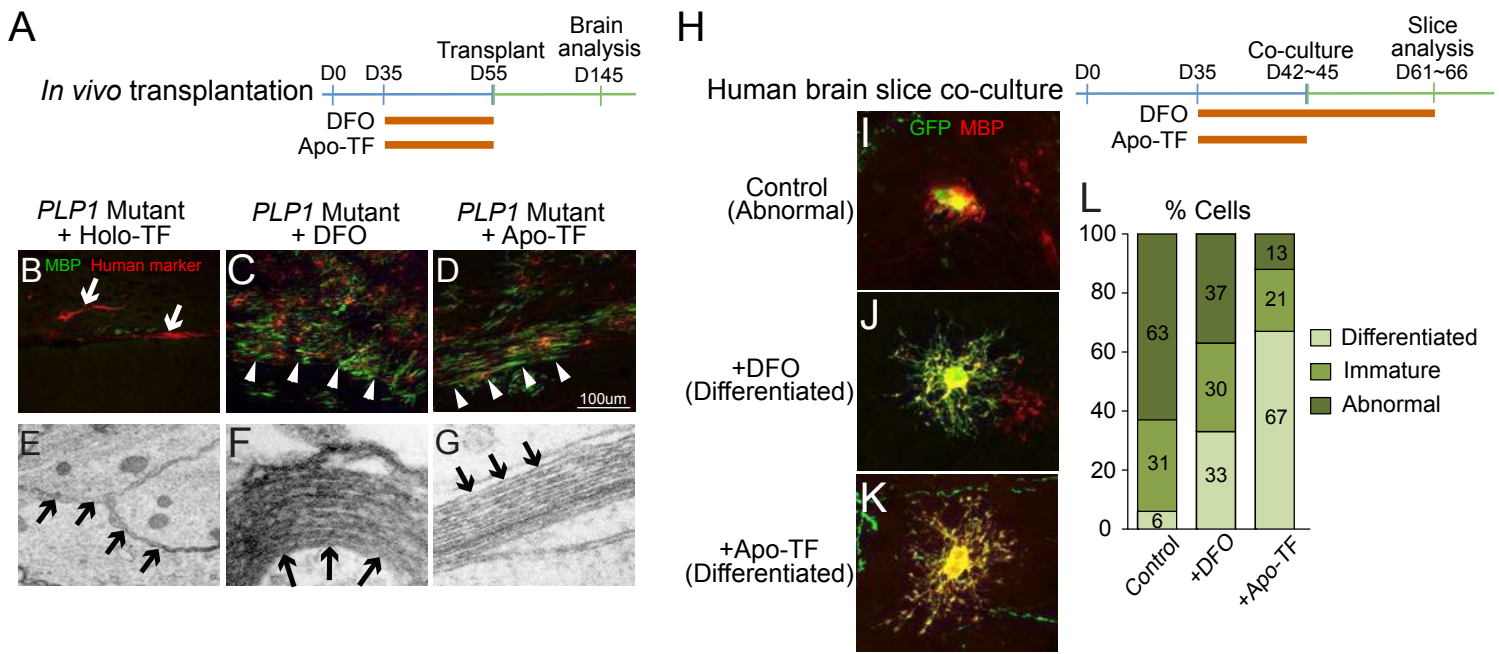 A
In vivo transplantation
Transplant
Brain
analysis
D0 D35 D55 D145
DFO
Apo-TF
PLP1 Mutant
+ Holo-TF
PLP1 Mutant
+ DFO
PLP1 Mutant
+ Apo-TF
B MBP Human marker
C
D
100um
E
F
G
H
Human brain slice co-culture
Co-culture
Slice
analysis
D0 D35 D42~45 D61~66
DFO
Apo-TF
Control
(Abnormal)
I GFP MBP
+DFO
(Differentiated)
J
+Apo-TF
(Differentiated)
K
L
% Cells
100
80
60
40
20
0
63
31
6
37
30
33
13
21
67
Control
+DFO
+Apo-TF
Differentiated
Immature
Abnormal